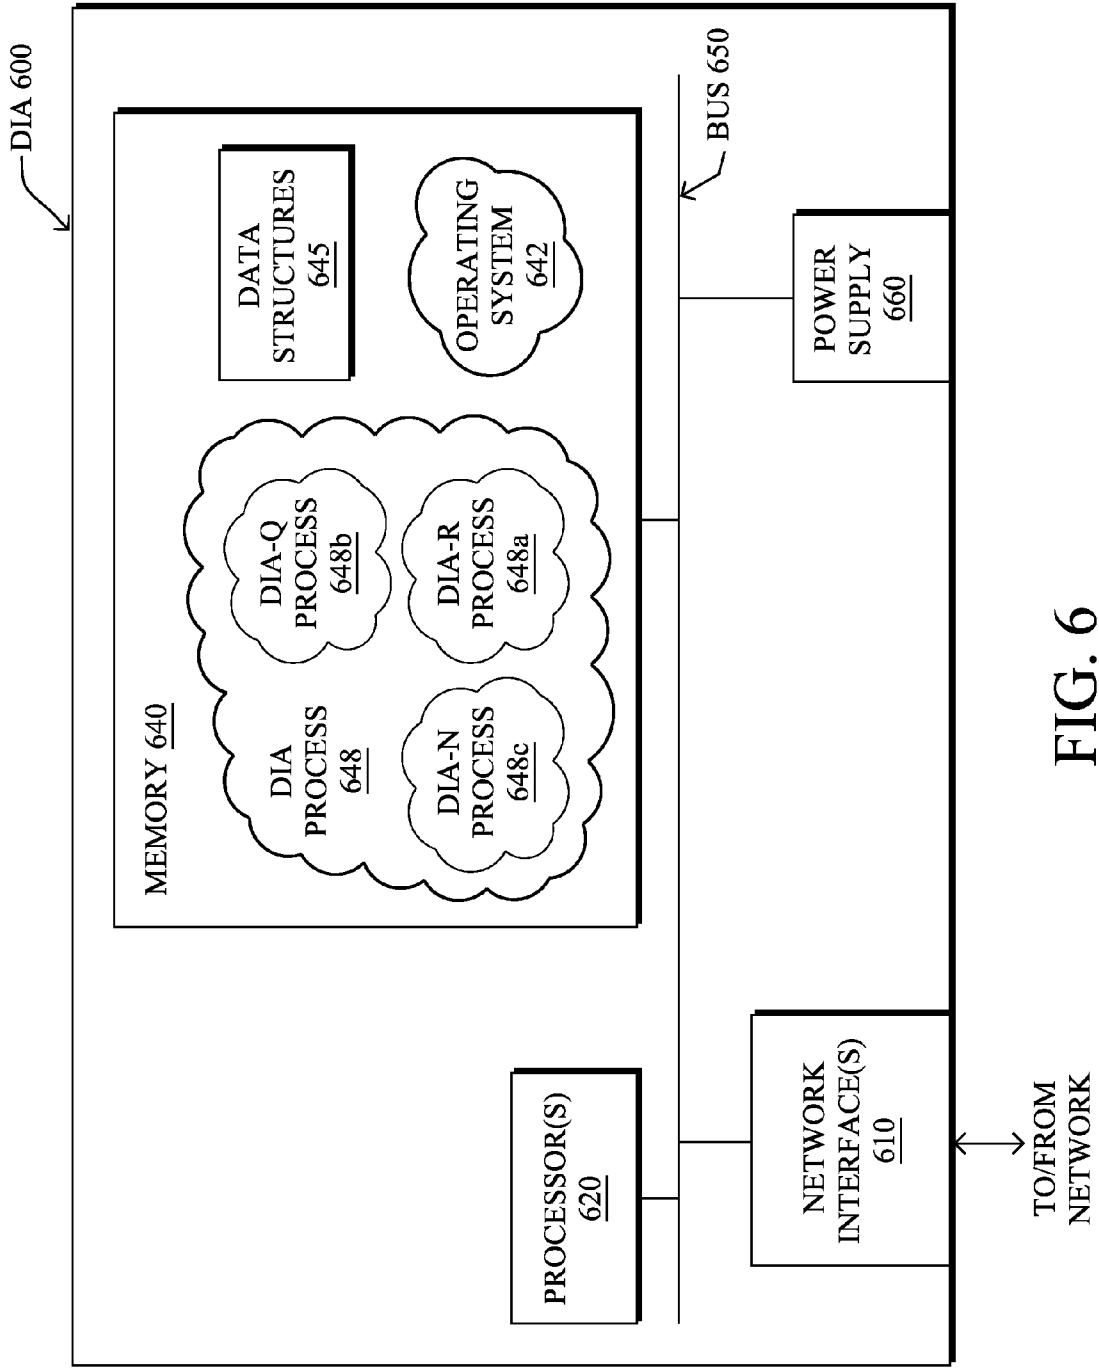 DIA 600
MEMORY 640
DIA
PROCESS
648
DIA-Q
PROCESS
648b
DATA
STRUCTURES
645
DIA-N
PROCESS
648c
DIA-R
PROCESS
648a
OPERATING
SYSTEM
642
PROCESSOR(S)
620
BUS 650
NETWORK
INTERFACE(S)
610
POWER
SUPPLY
660
TO/FROM
NETWORK
FIG. 6